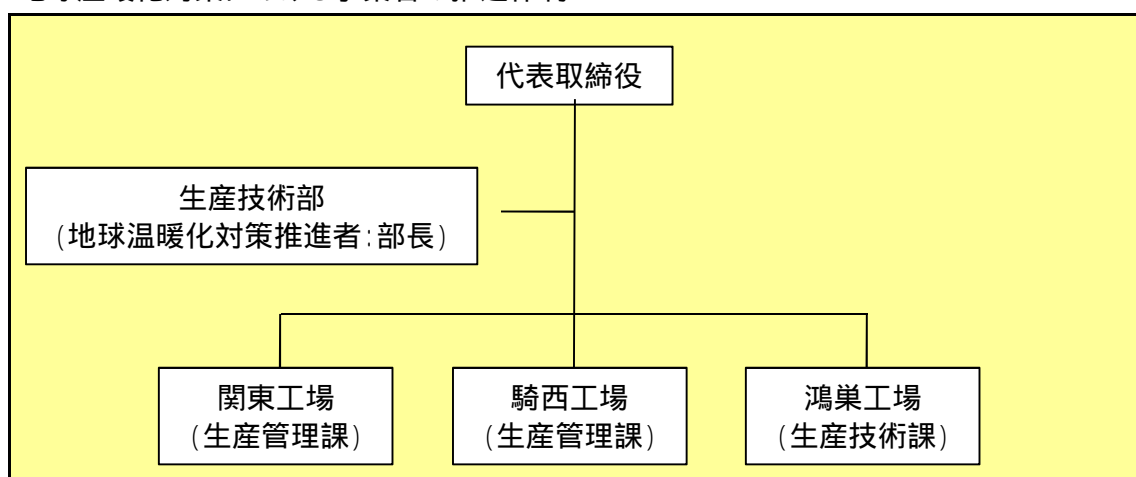 代表取締役
生産技術部
(地球温暖化対策推進者:部長)
関東工場
(生産管理課)
騎西工場
(生産管理課)
鴻巣工場
(生産技術課)